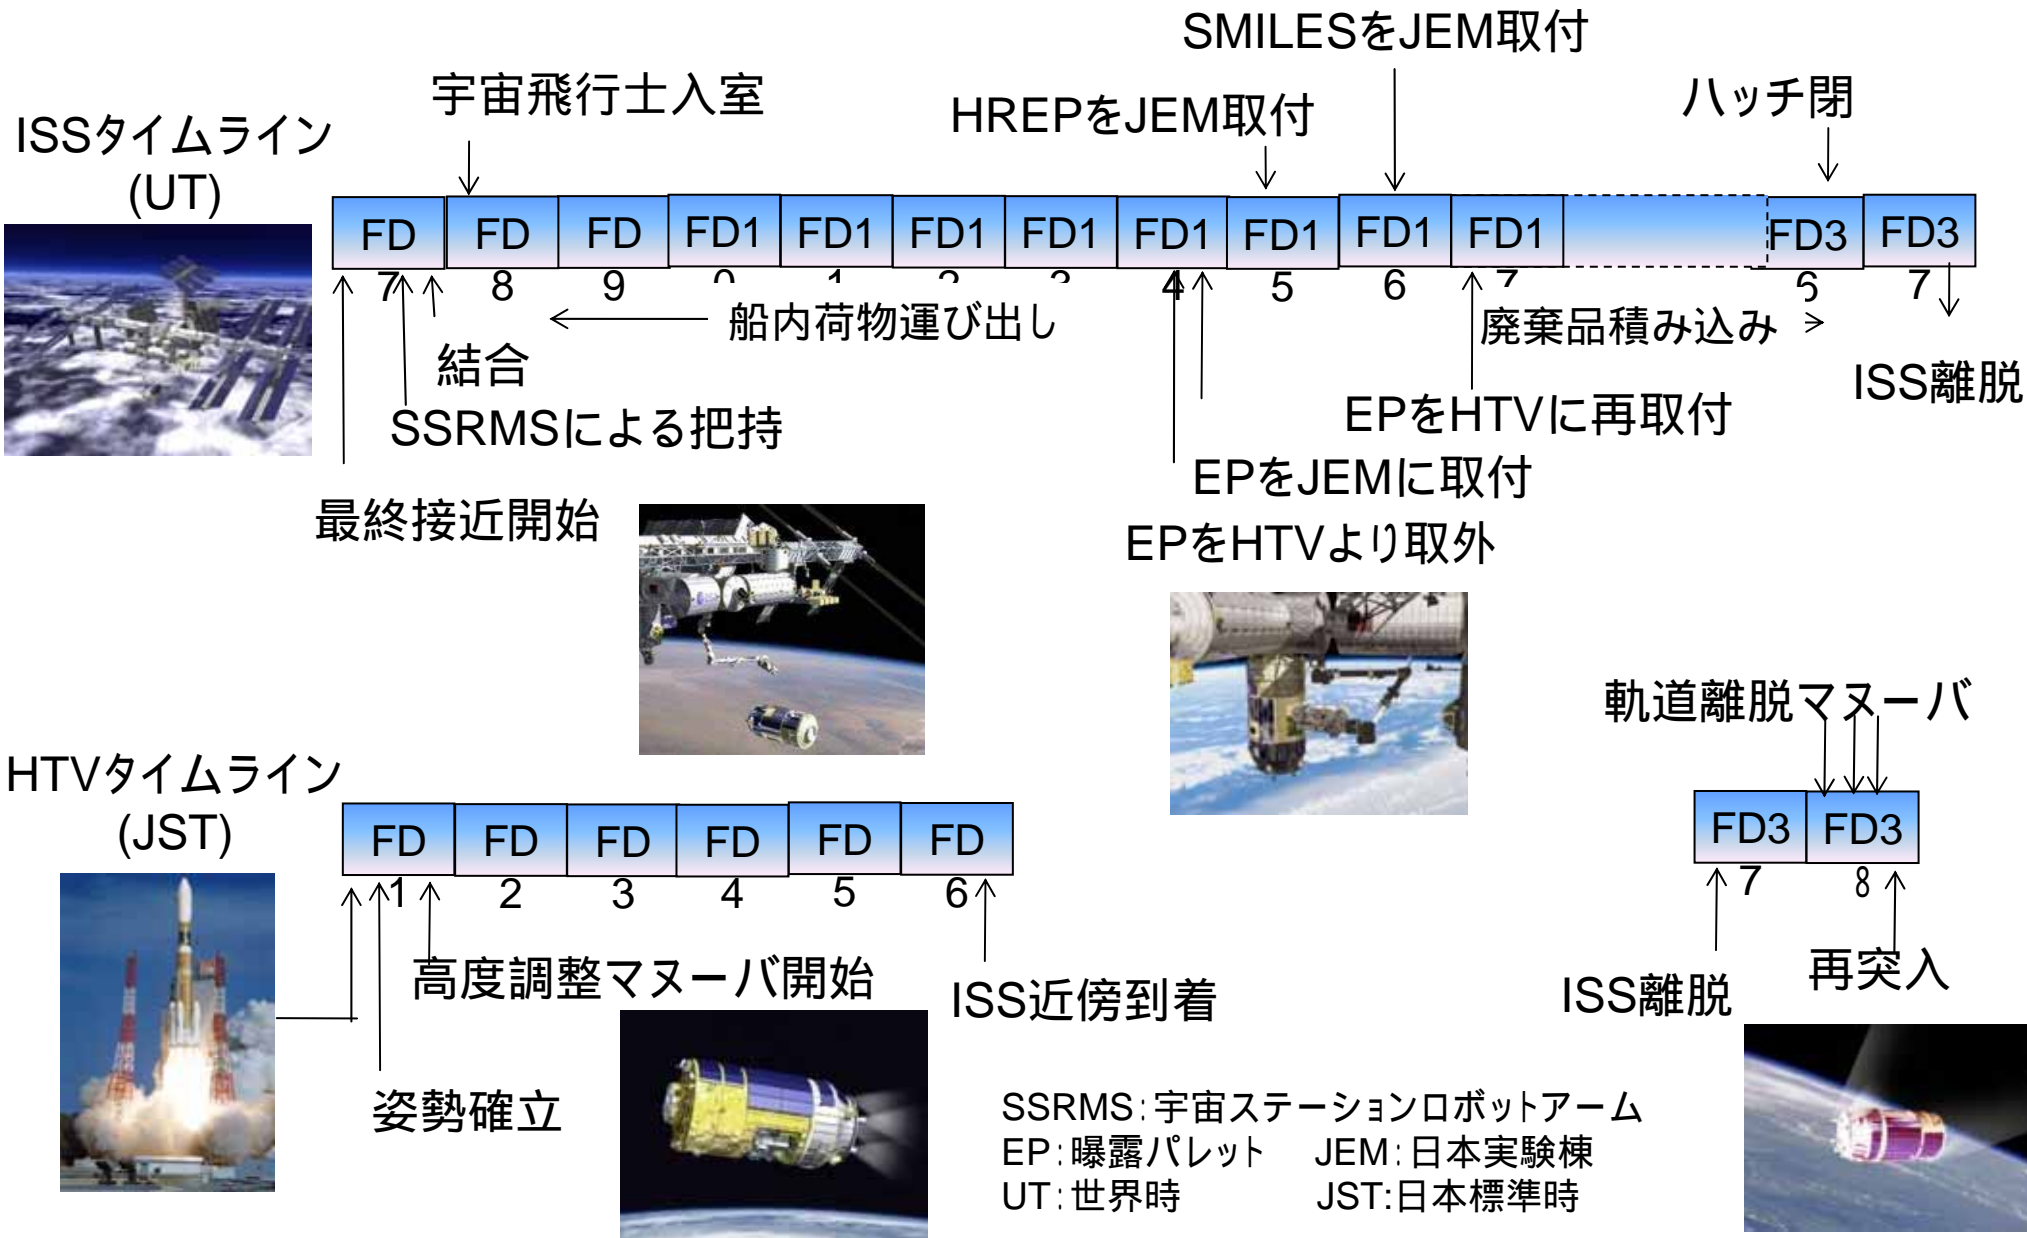 SMILESをJEM取付
宇宙飛行士入室
HREPをJEM取付
ハッチ閉
ISSタイムライン
(UT)
FD FD FD FD1 FD1 FD1 FD1 FD1 FD1 FD1 FD1 FD3 FD3
7 8 9 4 5 6 7 6 7
船内荷物運び出し
廃棄品積み込み
結合
ISS離脱
SSRMSによる把持
EPをHTVに再取付
EPをJEMに取付
最終接近開始
EPをHTVより取外
軌道離脱マヌーバ
HTVタイムライン
(JST)
FD FD FD FD FD FD
1 2 3 4 5 6
FD3 FD3
7 8
高度調整マヌーバ開始
ISS近傍到着
ISS離脱
再突入
姿勢確立
SSRMS:宇宙ステーションロボットアーム
EP:曝露パレット JEM:日本実験棟
UT:世界時 JST:日本標準時